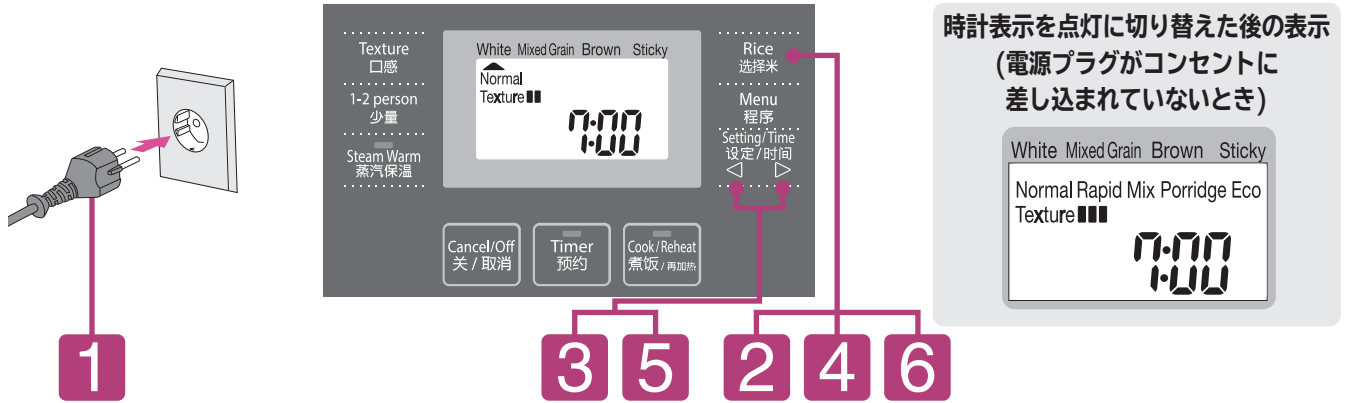 Texture
口感
1-2 person
少量
Steam Warm
蒸汽保温
White Mixed Grain Brown Sticky
Normal
Texture
7:00
Rice
选择米
Menu
程序
Setting/Time
设定/时间
Cancel/Off
关/取消
Timer
预约
Cook/Reheat
煮饭/再加热
1
3
5
2
4
6
時計表示を点灯に切り替えた後の表示
(電源プラグがコンセントに
差し込まれていないとき)
White Mixed Grain Brown Sticky
Normal Rapid Mix Porridge Eco
Texture
7:00